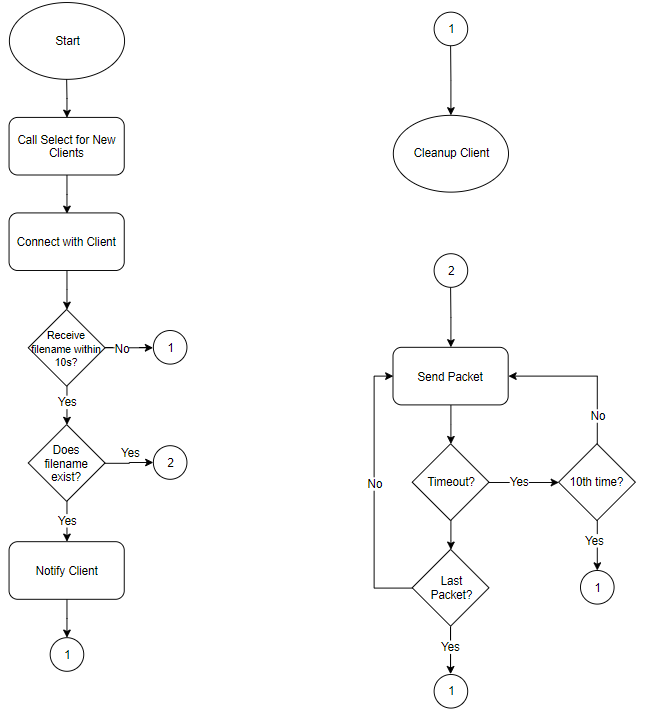 Start
Call Select for New
Clients
Connect with Client
Receive
filename within
10s?
No
1
Yes
Does
filename
exist?
Yes
2
Yes
Notify Client
1
1
Cleanup Client
2
Send Packet
No
Timeout?
Yes
10th time?
No
Yes
1
Last
Packet?
Yes
1